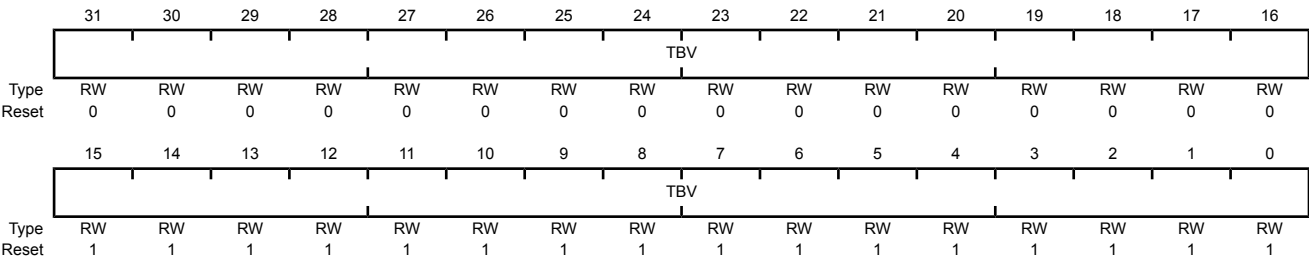 31 30 29 28 27 26 25 24 23 22 21 20 19 18 17 16
TBV
Type RW RW RW RW RW RW RW RW RW RW RW RW RW RW RW RW
Reset 0 0 0 0 0 0 0 0 0 0 0 0 0 0 0 0
15 14 13 12 11 10 9 8 7 6 5 4 3 2 1 0
TBV
Type RW RW RW RW RW RW RW RW RW RW RW RW RW RW RW RW
Reset 1 1 1 1 1 1 1 1 1 1 1 1 1 1 1 1